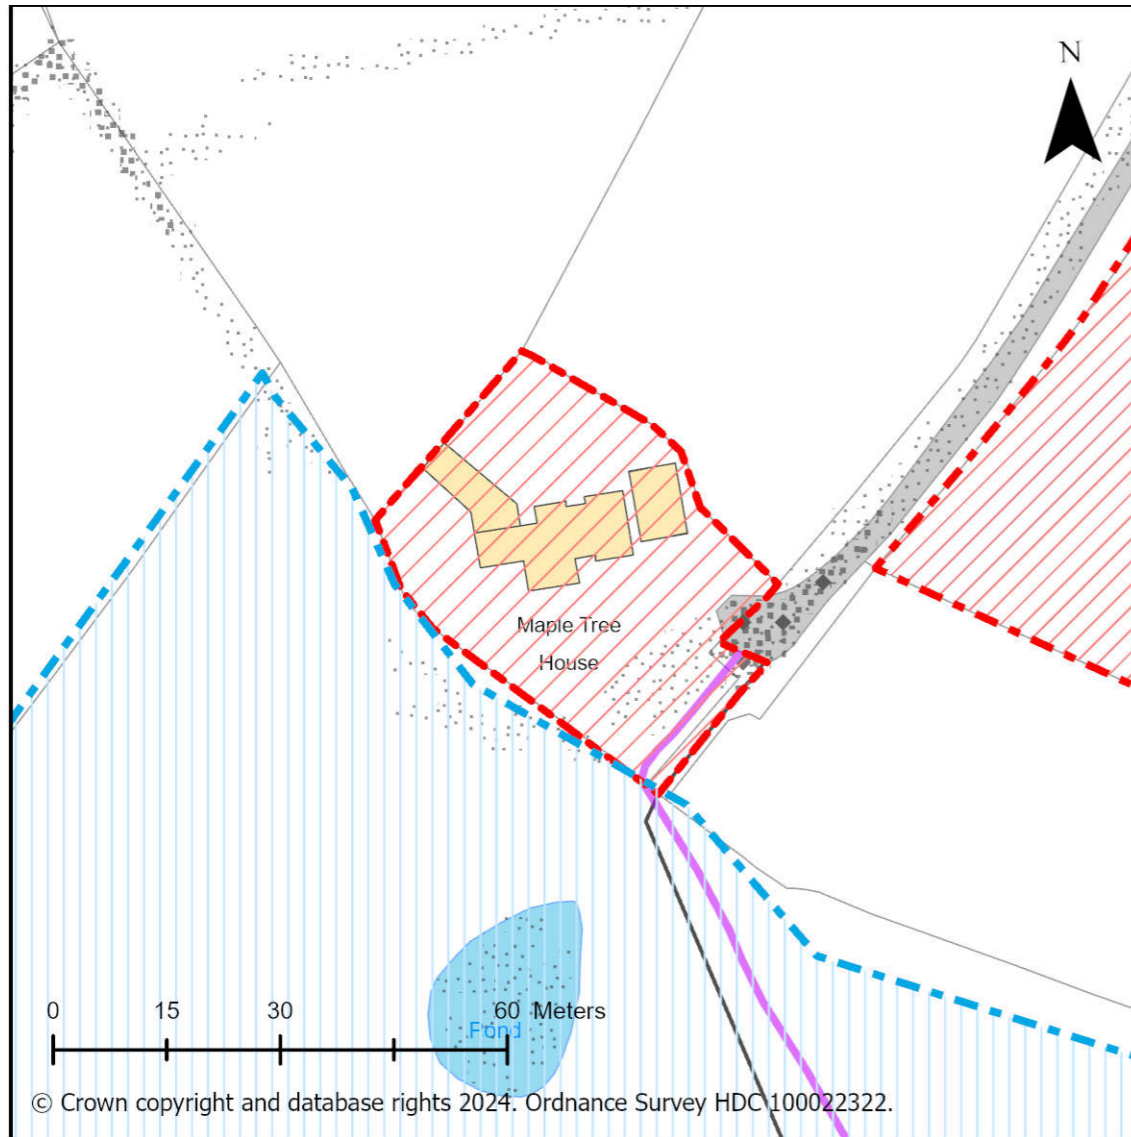 N
Maple Tree
House
0 15 30 60 Meters
Pond
© Crown copyright and database rights 2024. Ordnance Survey HDC 100022322.